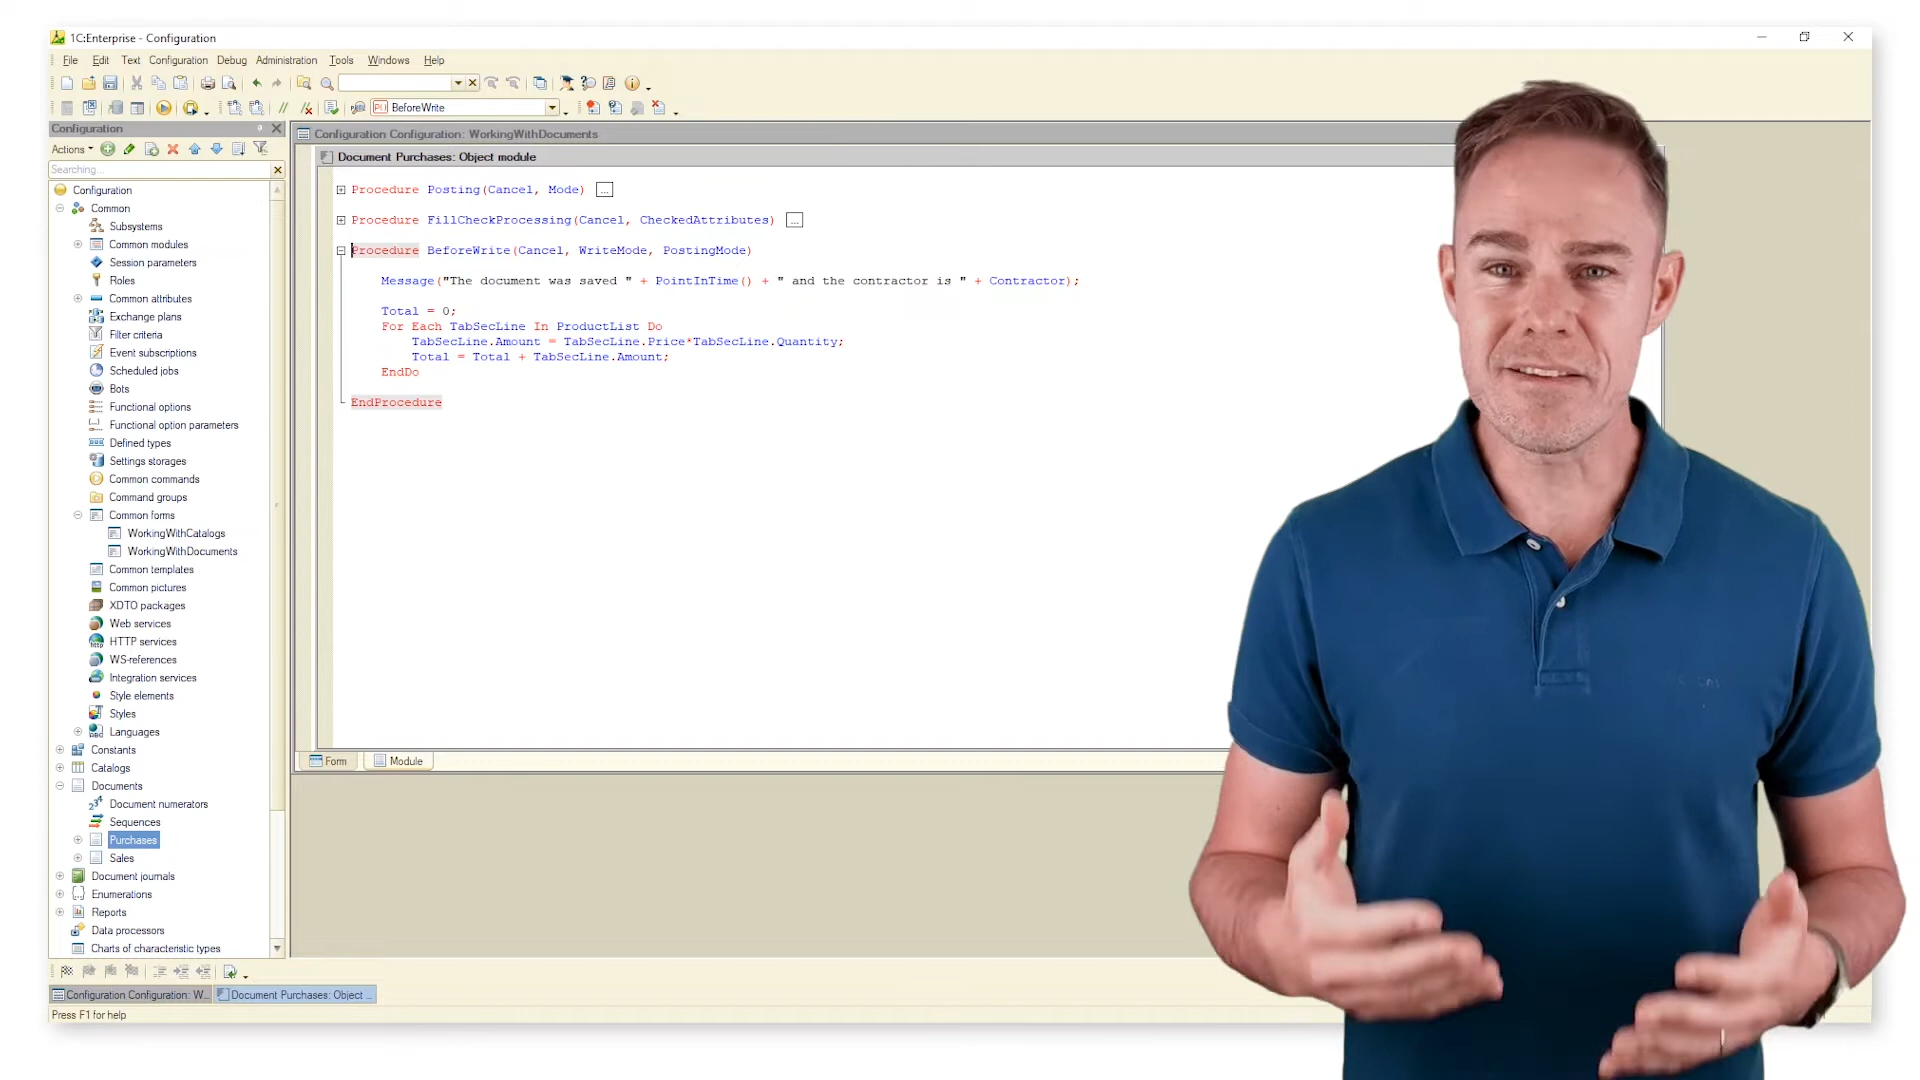 1C:Enterprise - Configuration
File Edit Text Configuration Debug Administration Tools Windows Help
BeforeWrite
Configuration
Configuration Configuration: WorkingWithDocuments
Actions
Document Purchases: Object module
Searching...
Configuration
Common
Subsystems
Common modules
Session parameters
Roles
Common attributes
Exchange plans
Filter criteria
Event subscriptions
Scheduled jobs
Bots
Functional options
Functional option parameters
Defined types
Settings storages
Common commands
Command groups
Common forms
WorkingWithCatalogs
WorkingWithDocuments
Common templates
Common pictures
XDTO packages
Web services
HTTP services
WS-references
Integration services
Style elements
Styles
Languages
Constants
Catalogs
Documents
Document numerators
Sequences
Purchases
Sales
Document journals
Enumerations
Reports
Data processors
Charts of characteristic types
Procedure Posting(Cancel, Mode) ...
Procedure FillCheckProcessing(Cancel, CheckedAttributes) ...
Procedure BeforeWrite(Cancel, WriteMode, PostingMode)
Message("The document was saved " + PointInTime() + " and the contractor is " + Contractor);
Total = 0;
For Each TabSecLine In ProductList Do
TabSecLine.Amount = TabSecLine.Price*TabSecLine.Quantity;
Total = Total + TabSecLine.Amount;
EndDo
EndProcedure
Form Module
Configuration Configuration: W... Document Purchases: Object ...
Press F1 for help